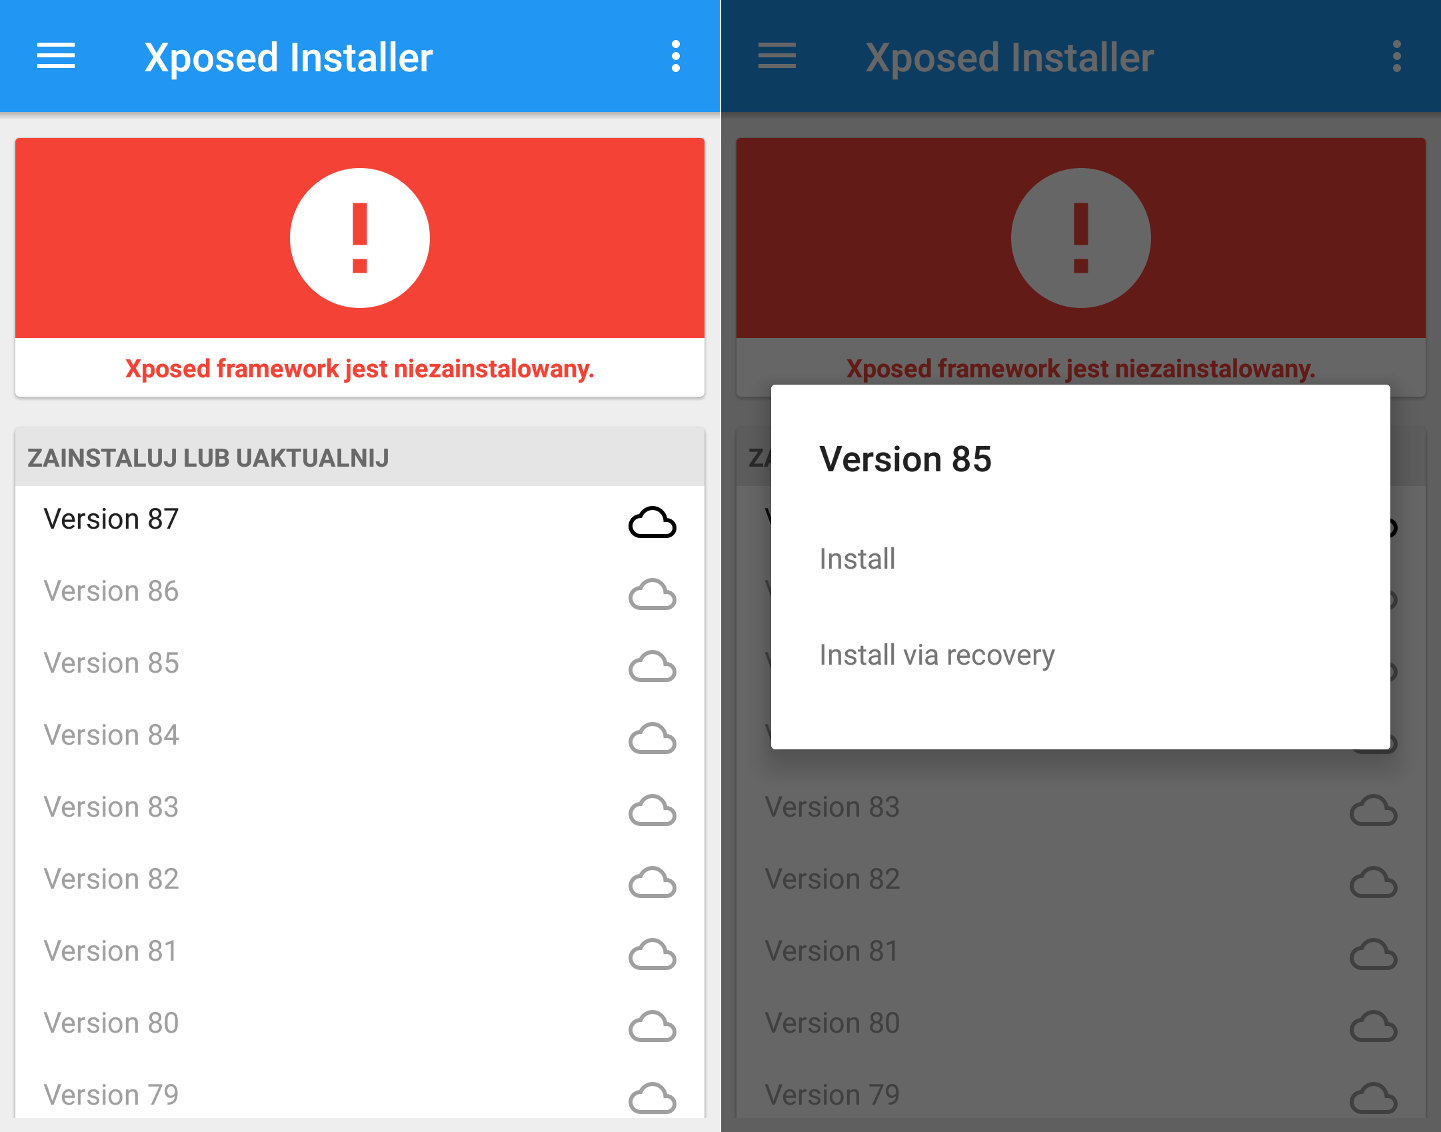 Xposed Installer
Xposed framework jest niezainstalowany.
ZAINSTALUJ LUB UAKTUALNIJ
Version 87
Version 86
Version 85
Version 84
Version 83
Version 82
Version 81
Version 80
Version 79
Xposed Installer
Xposed framework jest niezainstalowany.
Version 85
Install
Install via recovery
Version 83
Version 82
Version 81
Version 80
Version 79